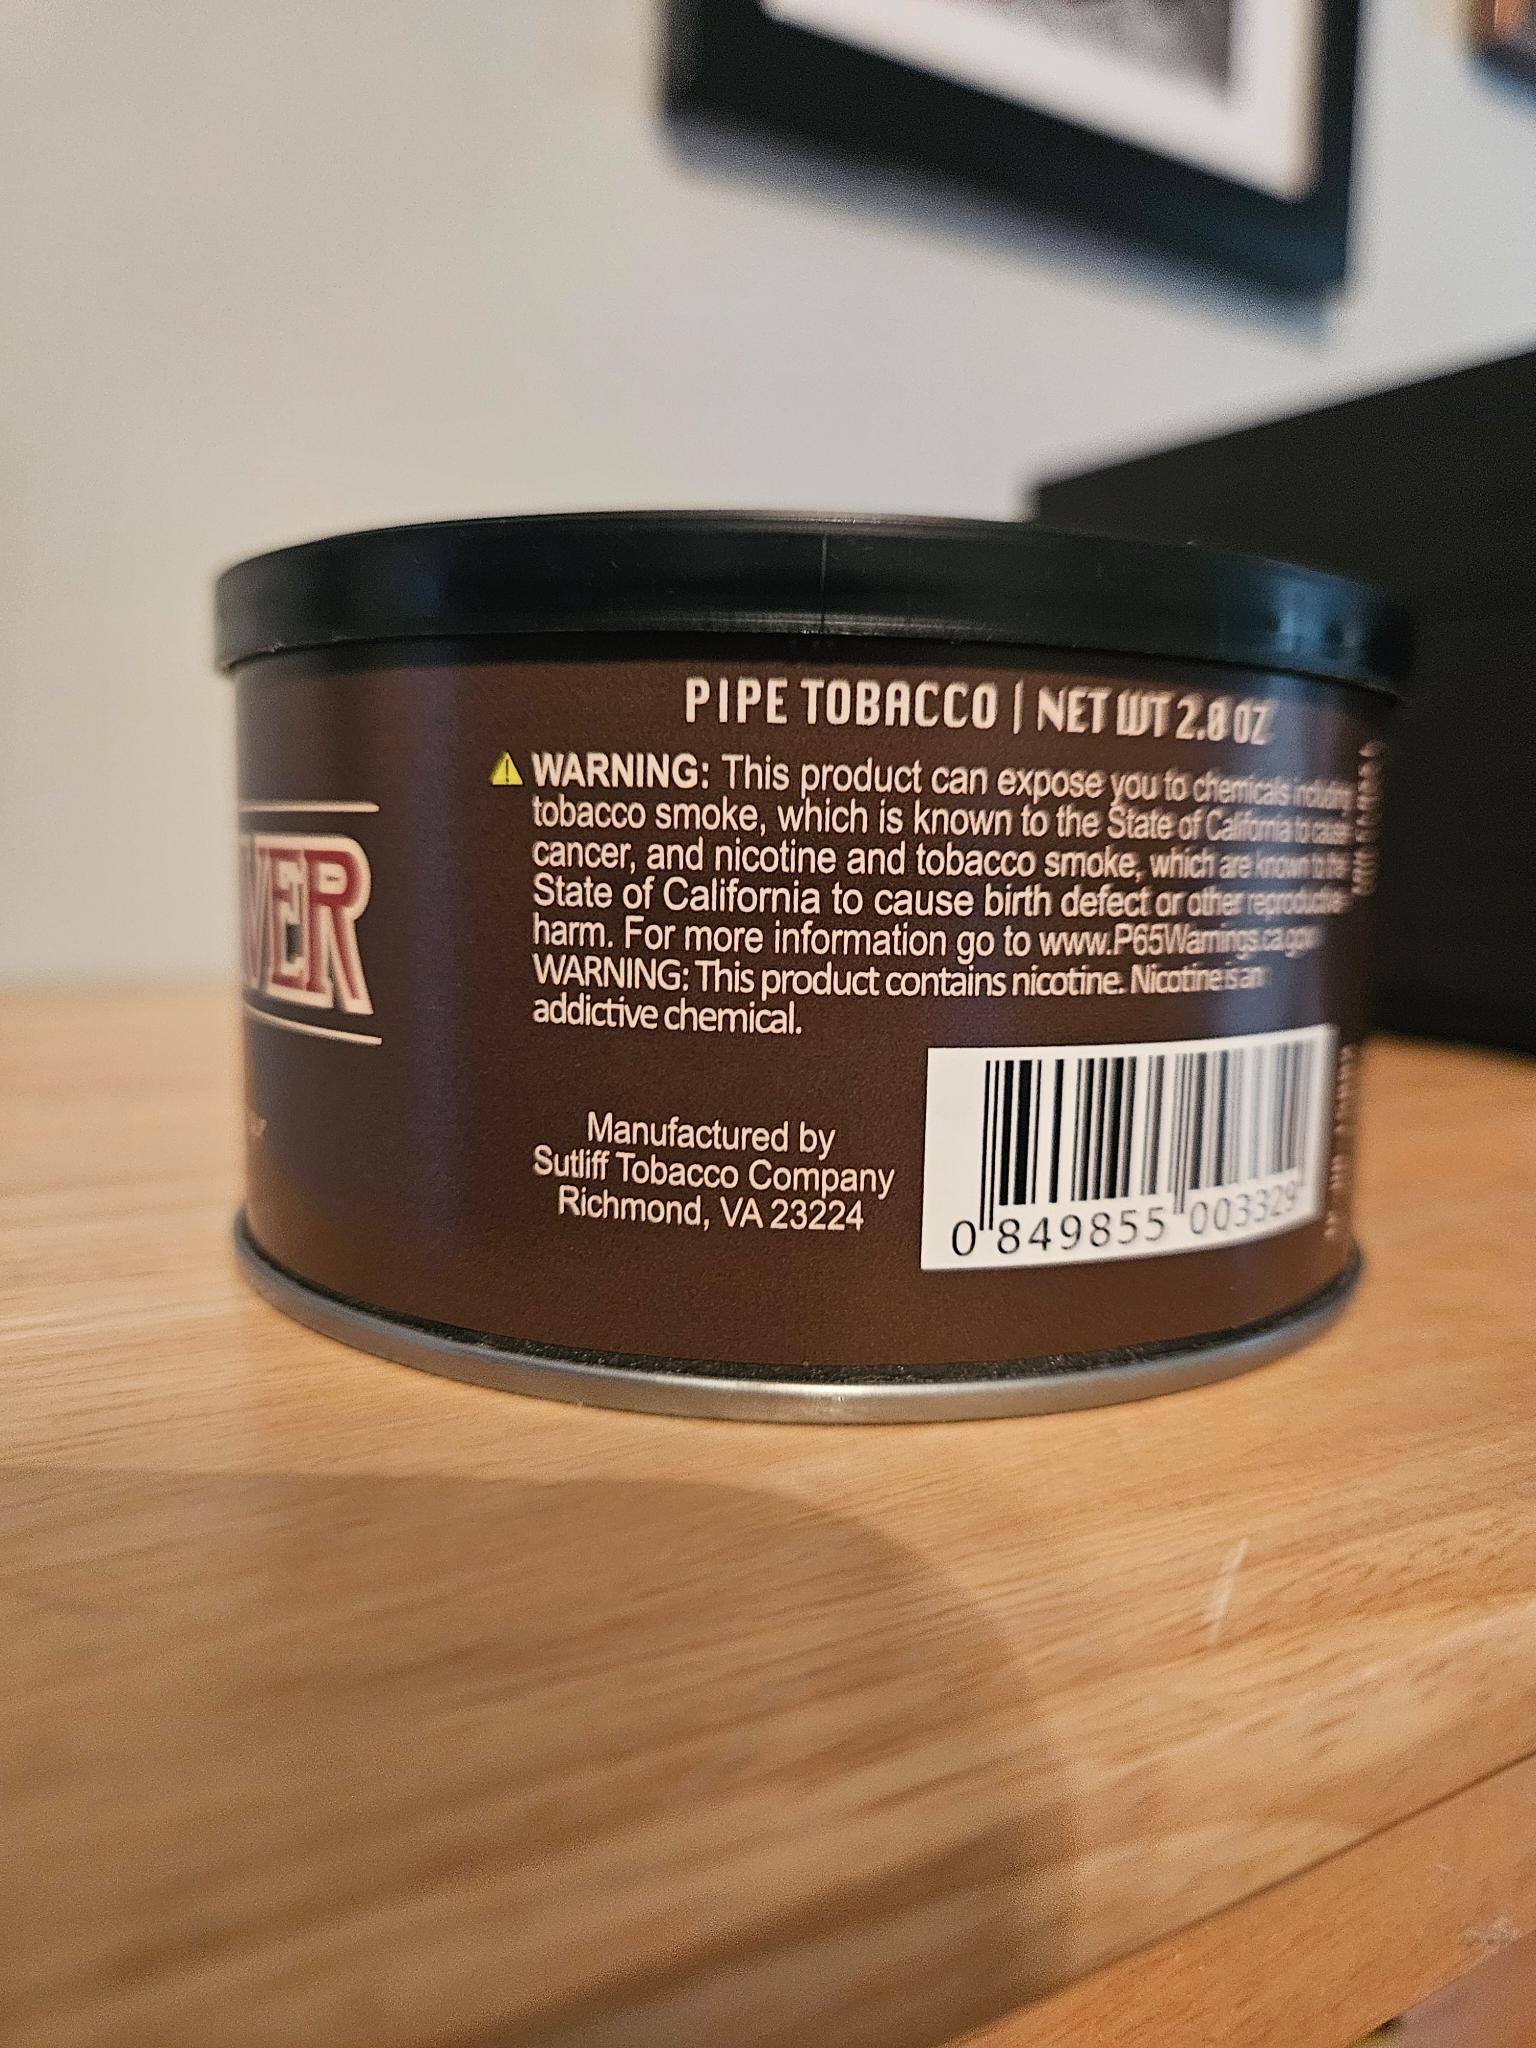 PIPE TOBACCO | NET WT 2.0 OZ
WARNING: This product can expose you to chemicals including
tobacco smoke, which is known to the State of California to cause
cancer, and nicotine and tobacco smoke, which are known to the
State of California to cause birth defect or other reproductive
harm. For more information go to www.P65Warnings.ca.gov
WARNING: This product contains nicotine. Nicotine is an
addictive chemical.
VER
Manufactured by
Sutliff Tobacco Company
Richmond, VA 23224
0 849855 003329